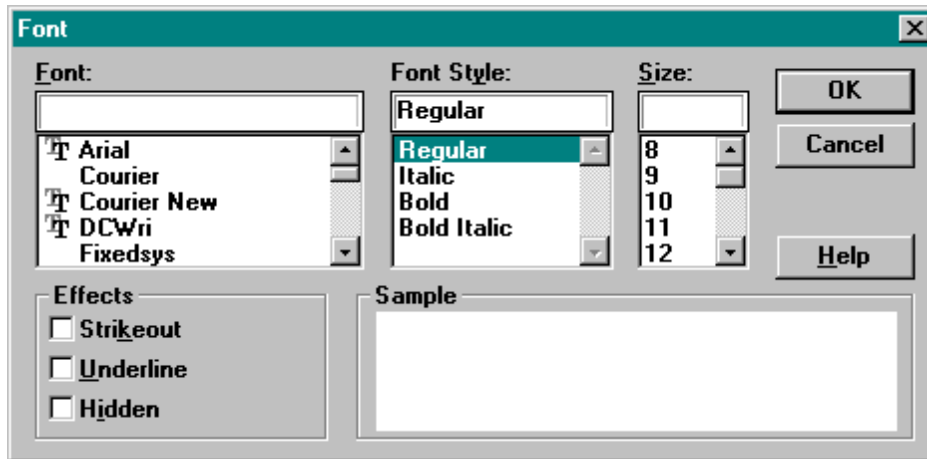 Font
Font:
Font Style:
Size:
Regular
OK
Cancel
Help
Arial
Courier
Courier New
DCWri
Fixedsys
Regular
Italic
Bold
Bold Italic
8
9
10
11
12
Effects
Strikeout
Underline
Hidden
Sample